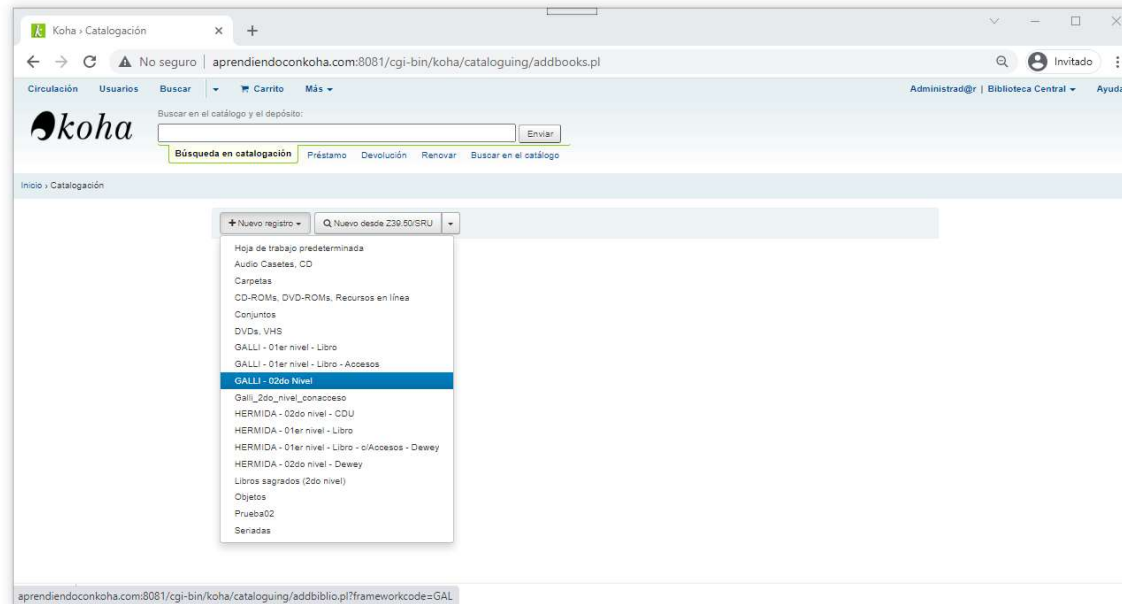 Koha › Catalogación
No seguro | aprendiendoconkoha.com:8081/cgi-bin/koha/cataloguing/addbooks.pl
Invitado
Circulación Usuarios Buscar Carrito Más
Administrad@r | Biblioteca Central Ayuda
koha
Buscar en el catálogo y el depósito:
Enviar
Búsqueda en catalogación Préstamo Devolución Renovar Buscar en el catálogo
Inicio › Catalogación
+ Nuevo registro Nuevo desde Z39.50/SRU
Hoja de trabajo predeterminada
Audio Casetes, CD
Carpetas
CD-ROMs, DVD-ROMs, Recursos en línea
Conjuntos
DVDs, VHS
GALLI - 01er nivel - Libro
GALLI - 01er nivel - Libro - Accesos
GALLI - 02do Nivel
Galli_2do_nivel_conacceso
HERMIDA - 02do nivel - CDU
HERMIDA - 01er nivel - Libro
HERMIDA - 01er nivel - Libro - c/Accesos - Dewey
HERMIDA - 02do nivel - Dewey
Libros sagrados (2do nivel)
Objetos
Prueba02
Seriadas
aprendiendoconkoha.com:8081/cgi-bin/koha/cataloguing/addbiblio.pl?frameworkcode=GAL